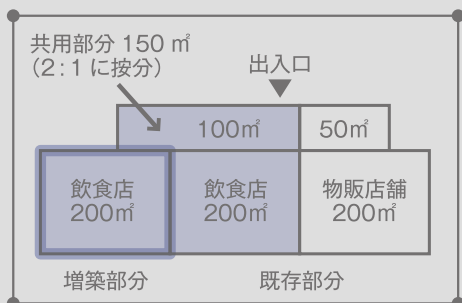 共用部分 150 ㎡
（2：1 に按分）
出入口
100㎡
50㎡
飲食店
200㎡
飲食店
200㎡
物販店舗
200㎡
増築部分
既存部分